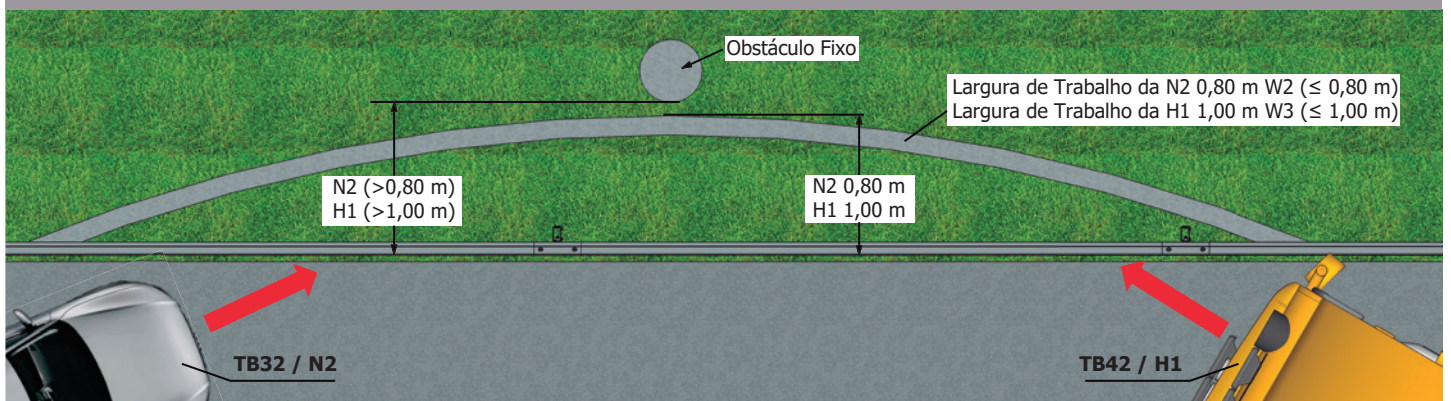 Obstáculo Fixo
Largura de Trabalho da N2 0,80 m W2 (≤ 0,80 m)
Largura de Trabalho da H1 1,00 m W3 (≤ 1,00 m)
N2 (>0,80 m)
H1 (>1,00 m)
N2 0,80 m
H1 1,00 m
TB32 / N2
TB42 / H1